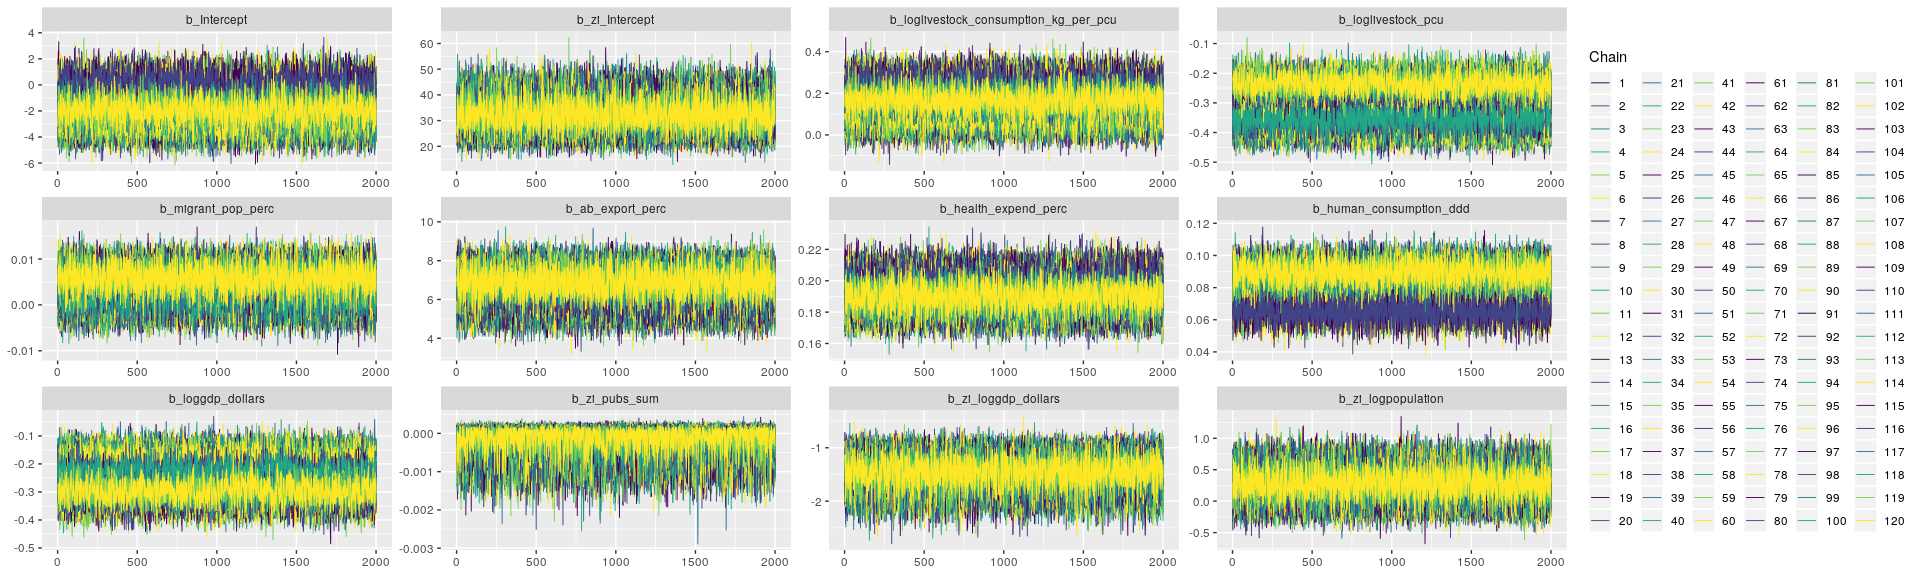 b_Intercept
4
2
0
-2
-4
-6
0 500 1000 1500 2000
b_zi_Intercept
60
50
40
30
20
0 500 1000 1500 2000
b_loglivestock_consumption_kg_per_pcu
0.4
0.2
0.0
0 500 1000 1500 2000
b_loglivestock_pcu
-0.1
-0.2
-0.3
-0.4
-0.5
0 500 1000 1500 2000
b_migrant_pop_perc
0.01
0.00
-0.01
0 500 1000 1500 2000
b_ab_export_perc
10
8
6
4
0 500 1000 1500 2000
b_health_expend_perc
0.22
0.20
0.18
0.16
0 500 1000 1500 2000
b_human_consumption_ddd
0.12
0.10
0.08
0.06
0.04
0 500 1000 1500 2000
b_loggdp_dollars
-0.1
-0.2
-0.3
-0.4
-0.5
0 500 1000 1500 2000
b_zi_pubs_sum
0.000
-0.001
-0.002
-0.003
0 500 1000 1500 2000
b_zi_loggdp_dollars
-1
-2
0 500 1000 1500 2000
b_zi_logpopulation
1.0
0.5
0.0
-0.5
0 500 1000 1500 2000
Chain
1 21 41 61 81 101
2 22 42 62 82 102
3 23 43 63 83 103
4 24 44 64 84 104
5 25 45 65 85 105
6 26 46 66 86 106
7 27 47 67 87 107
8 28 48 68 88 108
9 29 49 69 89 109
10 30 50 70 90 110
11 31 51 71 91 111
12 32 52 72 92 112
13 33 53 73 93 113
14 34 54 74 94 114
15 35 55 75 95 115
16 36 56 76 96 116
17 37 57 77 97 117
18 38 58 78 98 118
19 39 59 79 99 119
20 40 60 80 100 120